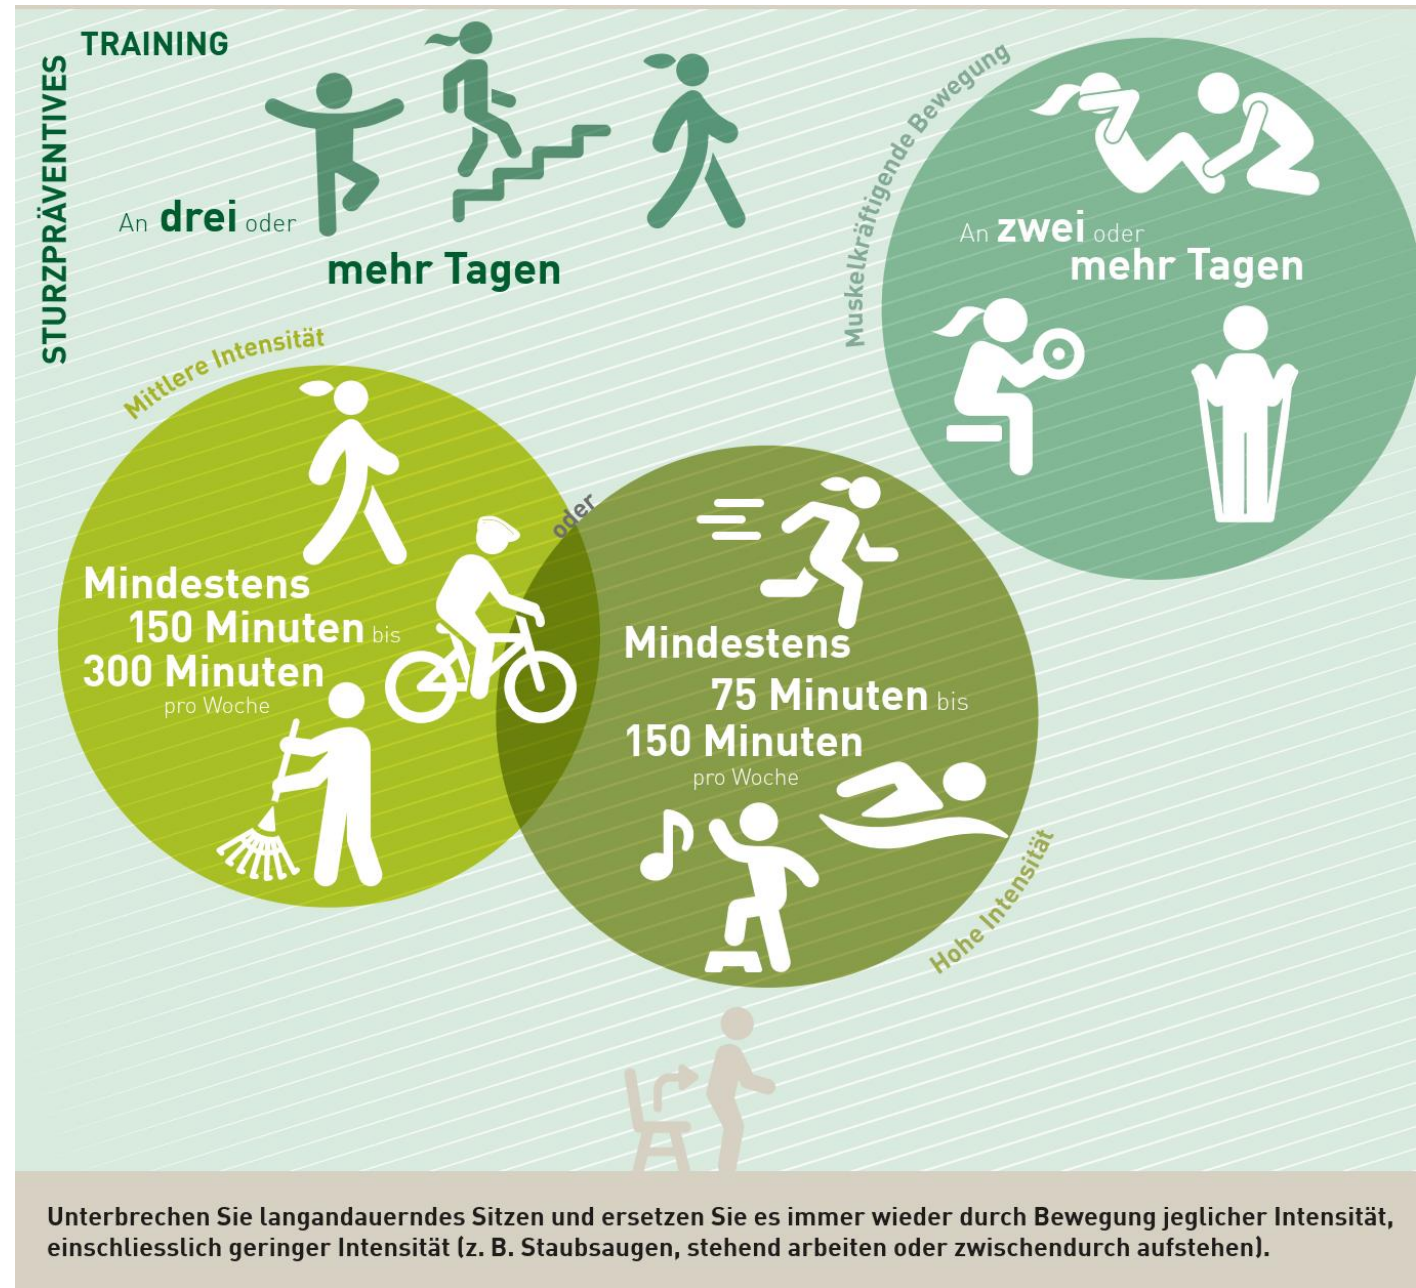 STURZPRÄVENTIVES
TRAINING
An drei oder
mehr Tagen
Muskelkräftigende Bewegung
An zwei oder
mehr Tagen
Mittlere Intensität
Mindestens
150 Minuten bis
300 Minuten
pro Woche
oder
Mindestens
75 Minuten bis
150 Minuten
pro Woche
Hohe Intensität
Unterbrechen Sie langandauerndes Sitzen und ersetzen Sie es immer wieder durch Bewegung jeglicher Intensität,
einschliesslich geringer Intensität (z. B. Staubsaugen, stehend arbeiten oder zwischendurch aufstehen).